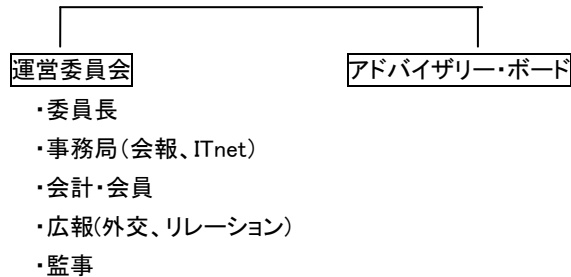 運営委員会
アドバイザリー・ボード
・委員長
・事務局(会報、ITnet)
・会計・会員
・広報(外交、リレーション)
・監事